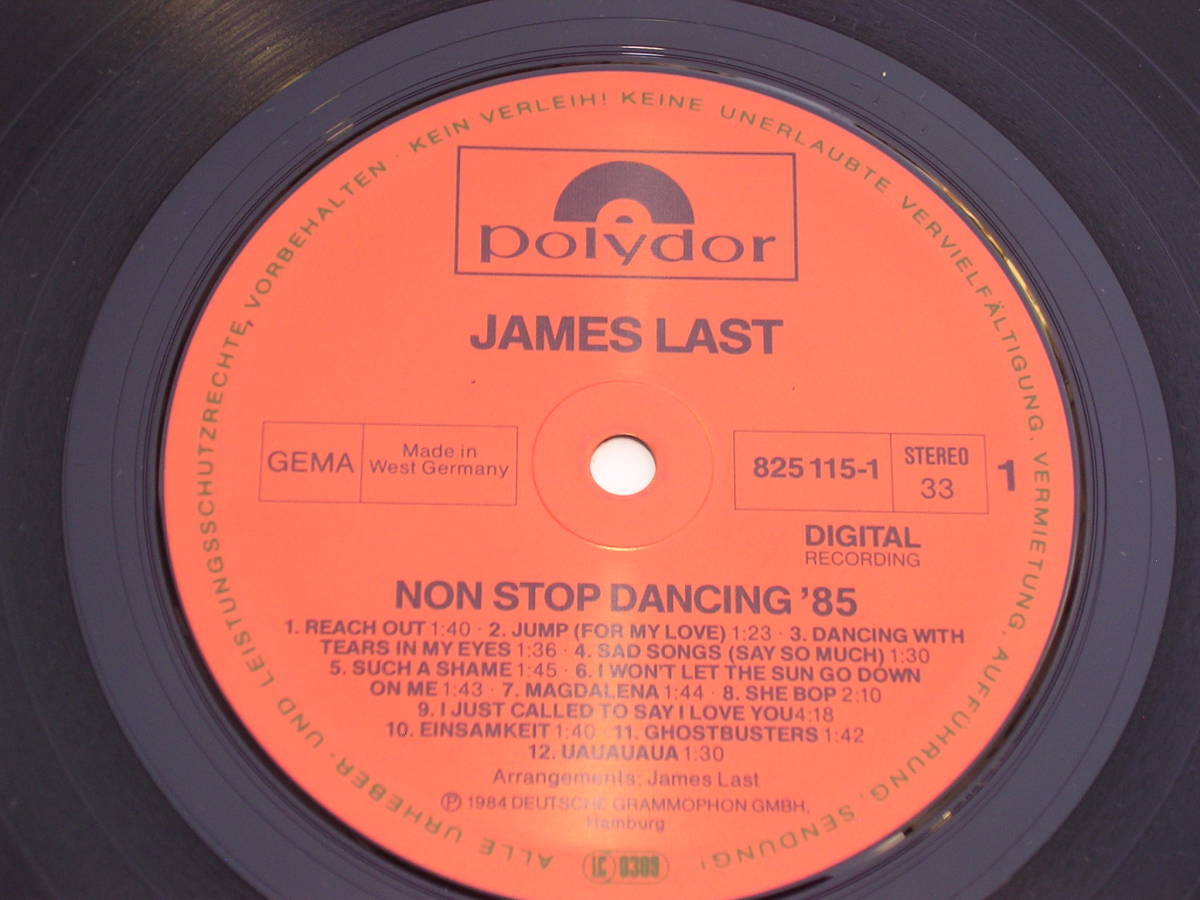 ALLE URHEBER- UND LEISTUNGSSCHUTZRECHTE, VORBEHALTEN · KEIN VERLEIH! KEINE UNERLAUBTE VERVIELFÄLTIGUNG, VERMIETUNG, AUFFÜHRUNG, SENDUNG!
polydor
JAMES LAST
GEMA
Made in
West Germany
825 115-1
STEREO
33
1
DIGITAL
RECORDING
NON STOP DANCING '85
1. REACH OUT 1:40 · 2. JUMP (FOR MY LOVE) 1:23 · 3. DANCING WITH
TEARS IN MY EYES 1:36 · 4. SAD SONGS (SAY SO MUCH) 1:30
5. SUCH A SHAME 1:45 · 6. I WON'T LET THE SUN GO DOWN
ON ME 1:43 · 7. MAGDALENA 1:44 · 8. SHE BOP 2:10
9. I JUST CALLED TO SAY I LOVE YOU 4:18
10. EINSAMKEIT 1:40 · 11. GHOSTBUSTERS 1:42
12. UAUAUAUA 1:30
Arrangements: James Last
℗ 1984 DEUTSCHE GRAMMOPHON GMBH,
Hamburg
LC 0309